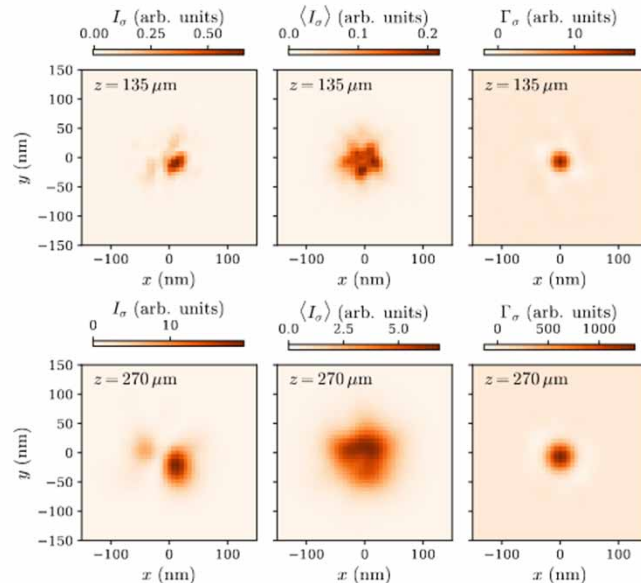 I_σ (arb. units) ⟨I_σ⟩ (arb. units) Γ_σ (arb. units)
0.00 0.25 0.50 0.0 0.1 0.2 0 10
150
100
50
0
−50
−100
−150
y (nm)
z = 135 μm z = 135 μm z = 135 μm
−100 0 100 −100 0 100 −100 0 100
x (nm) x (nm) x (nm)
I_σ (arb. units) ⟨I_σ⟩ (arb. units) Γ_σ (arb. units)
0 10 0.0 2.5 5.0 0 500 1000
150
100
50
0
−50
−100
−150
y (nm)
z = 270 μm z = 270 μm z = 270 μm
−100 0 100 −100 0 100 −100 0 100
x (nm) x (nm) x (nm)